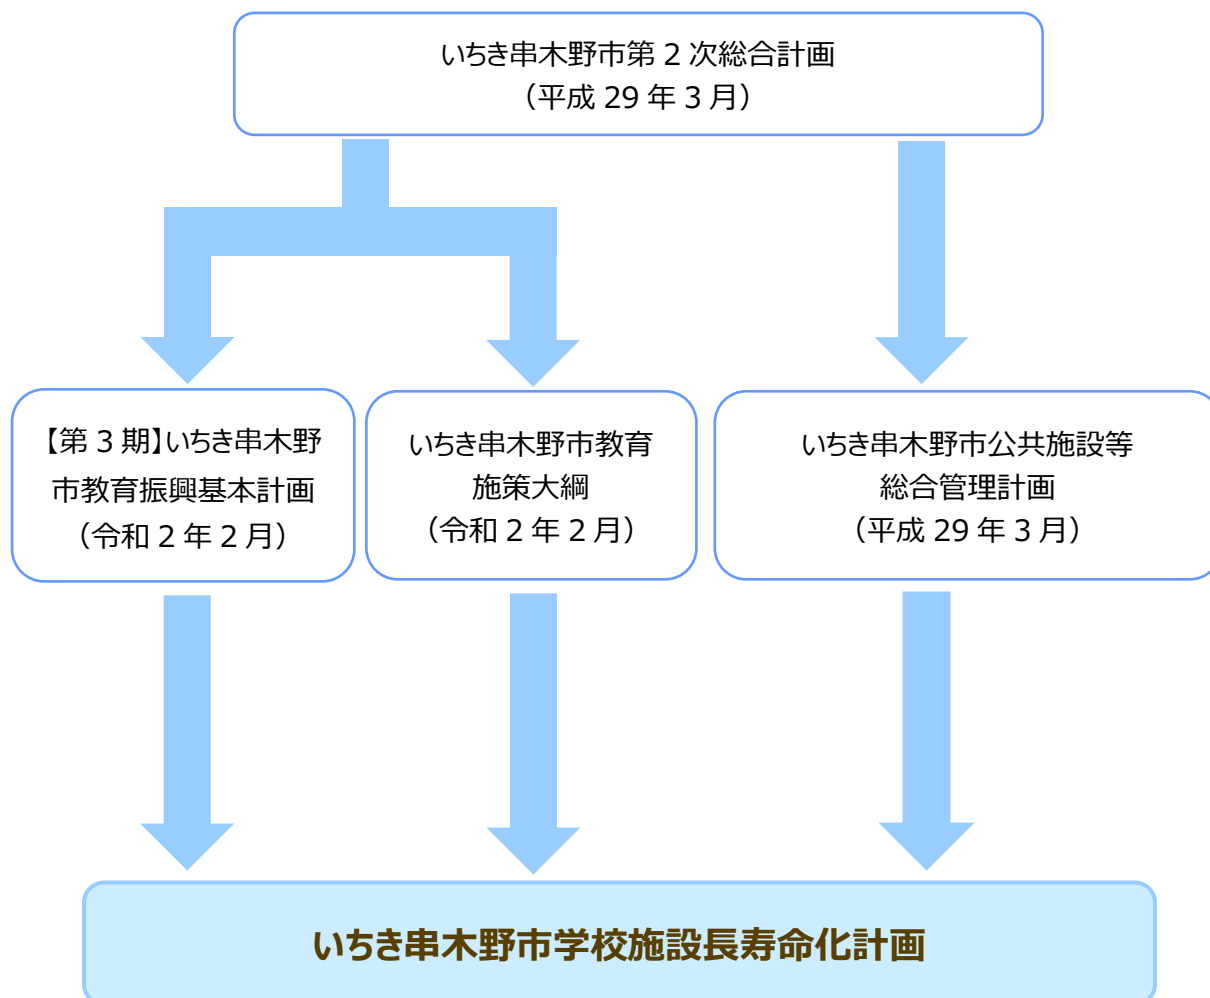 いちき串木野市第 2 次総合計画
（平成 29 年 3 月）
【第 3 期】いちき串木野
市教育振興基本計画
（令和 2 年 2 月）
いちき串木野市教育
施策大綱
（令和 2 年 2 月）
いちき串木野市公共施設等
総合管理計画
（平成 29 年 3 月）
いちき串木野市学校施設長寿命化計画